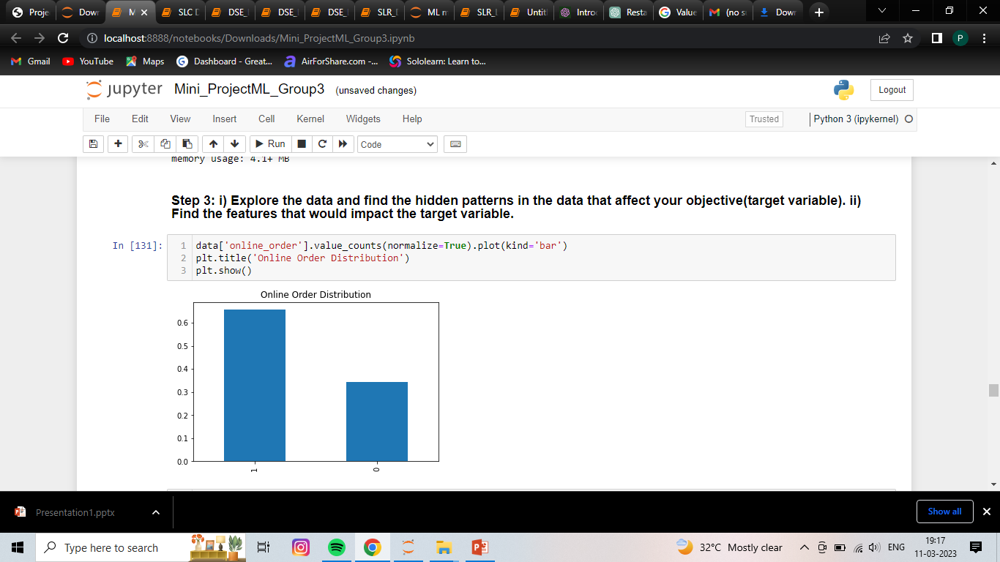 Proje
Down
M
SLC D
DSE_
DSE_
DSE_
SLR_D
ML m
SLR_
Untit
Introd
Resta
Value
(no s
Down
localhost:8888/notebooks/Downloads/Mini_ProjectML_Group3.ipynb
P
Gmail YouTube Maps Dashboard - Great... AirForShare.com -... Sololearn: Learn to...
jupyter Mini_ProjectML_Group3 (unsaved changes)
Logout
File Edit View Insert Cell Kernel Widgets Help
Trusted
Python 3 (ipykernel)
Run
Code
memory usage: 4.1+ MB
Step 3: i) Explore the data and find the hidden patterns in the data that affect your objective(target variable). ii)
Find the features that would impact the target variable.
In [131]:
1 data['online_order'].value_counts(normalize=True).plot(kind='bar')
2 plt.title('Online Order Distribution')
3 plt.show()
Online Order Distribution
0.6
0.5
0.4
0.3
0.2
0.1
0.0
1 0
Presentation1.pptx
Show all
Type here to search
32°C Mostly clear
ENG
19:17
11-03-2023